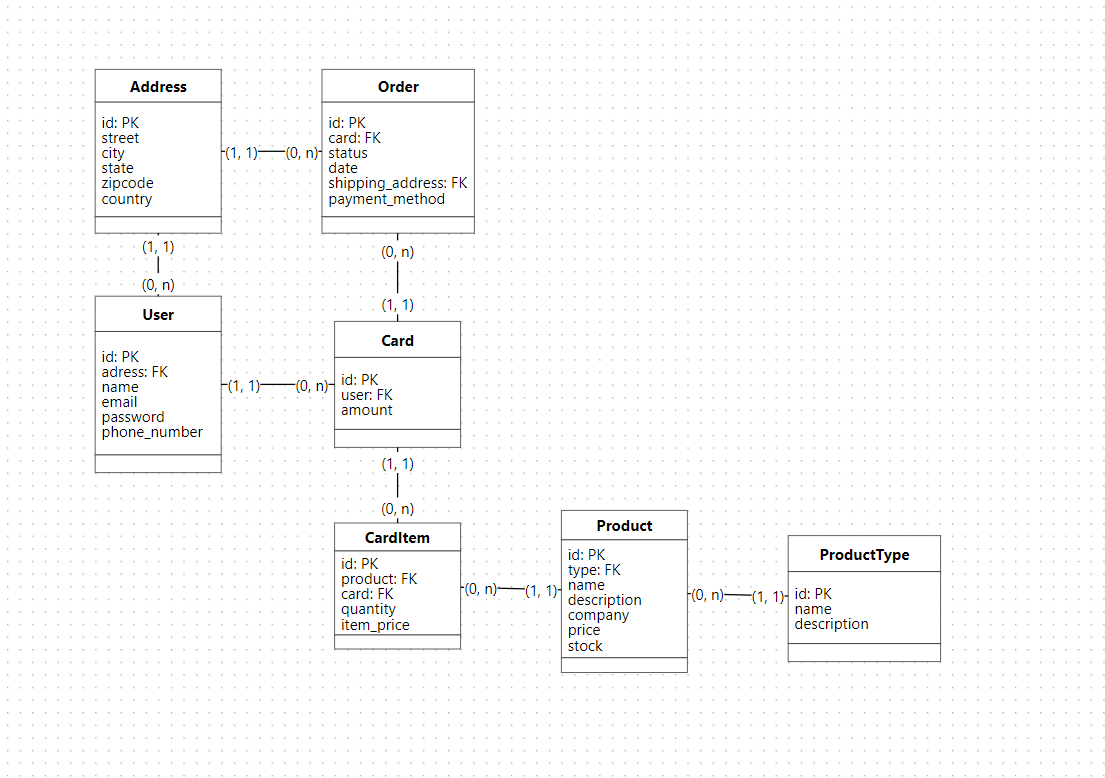 Address
id: PK
street
city
state
zipcode
country
(1, 1)
(0, n)
Order
id: PK
card: FK
status
date
shipping_address: FK
payment_method
(1, 1)
(0, n)
(0, n)
(1, 1)
User
id: PK
adress: FK
name
email
password
phone_number
(1, 1)
(0, n)
Card
id: PK
user: FK
amount
(1, 1)
(0, n)
CardItem
id: PK
product: FK
card: FK
quantity
item_price
(0, n)
(1, 1)
Product
id: PK
type: FK
name
description
company
price
stock
(0, n)
(1, 1)
ProductType
id: PK
name
description